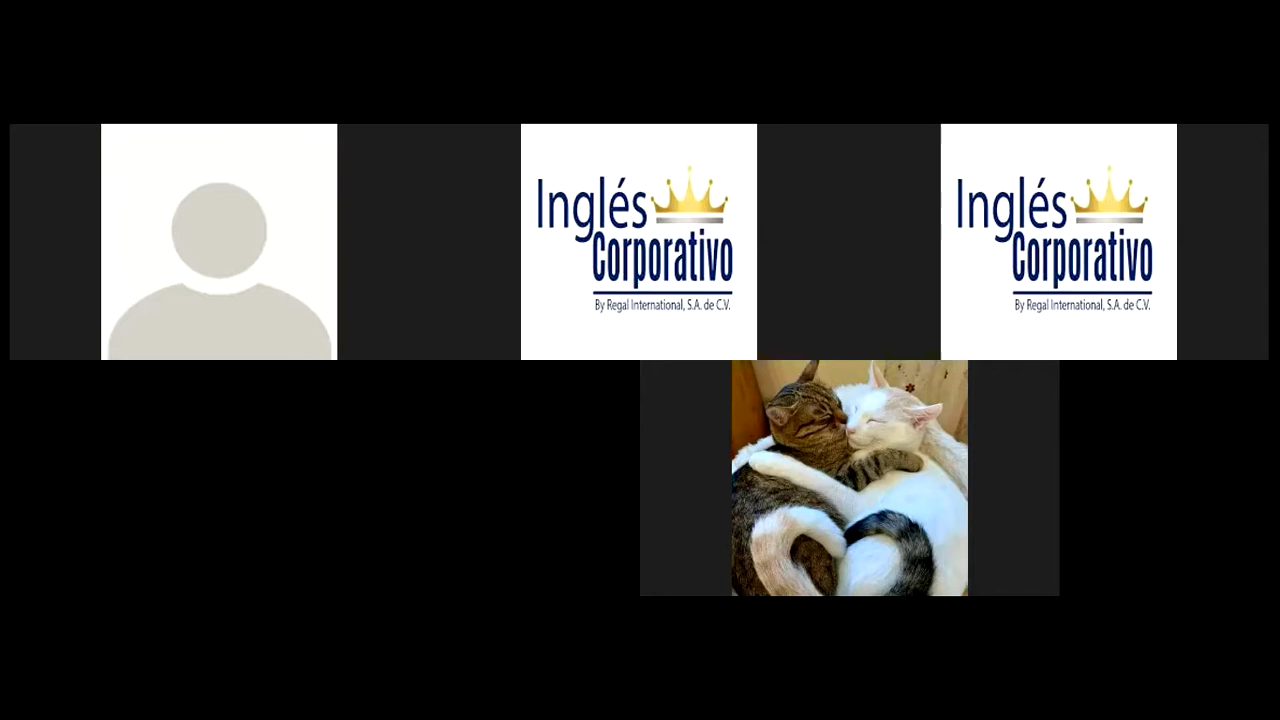 Inglés
Corporativo
By Regal International, S.A. de C.V.
Inglés
Corporativo
By Regal International, S.A. de C.V.